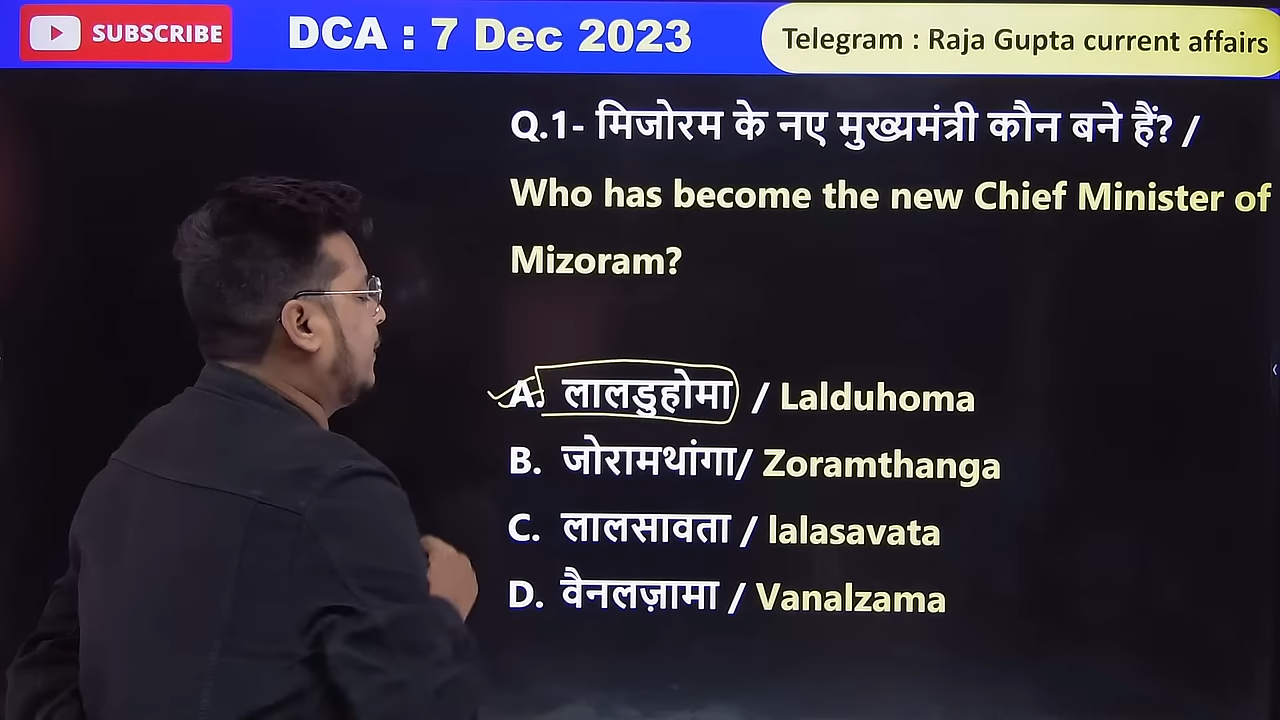 SUBSCRIBE
DCA : 7 Dec 2023
Telegram : Raja Gupta current affairs
Q.1- मिजोरम के नए मुख्यमंत्री कौन बने हैं? /
Who has become the new Chief Minister of
Mizoram?
A. लालडुहोमा / Lalduhoma
B. जोरामथांगा/ Zoramthanga
C. लालसावता / lalasavata
D. वैनलज़ामा / Vanalzama